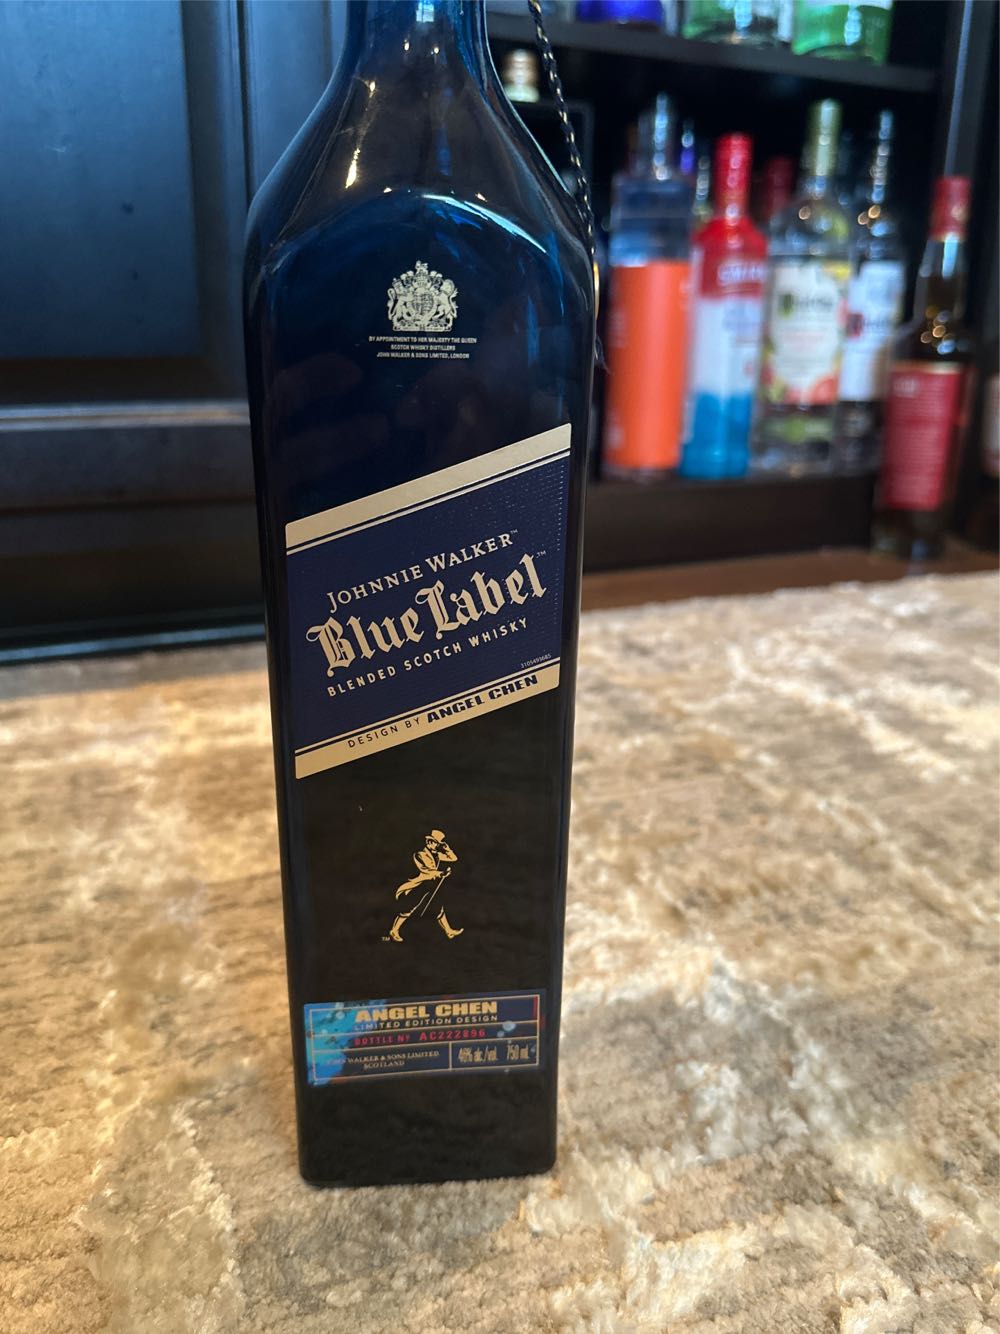 BY APPOINTMENT TO HER MAJESTY THE QUEEN
SCOTCH WHISKY DISTILLERS
JOHN WALKER & SONS LIMITED, LONDON
JOHNNIE WALKER™
Blue Label™
BLENDED SCOTCH WHISKY
DESIGN BY ANGEL CHEN
TM
ANGEL CHEN
LIMITED EDITION DESIGN
BOTTLE Nº AC222896
JOHN WALKER & SONS LIMITED
SCOTLAND
46% alc./vol. 750 mL